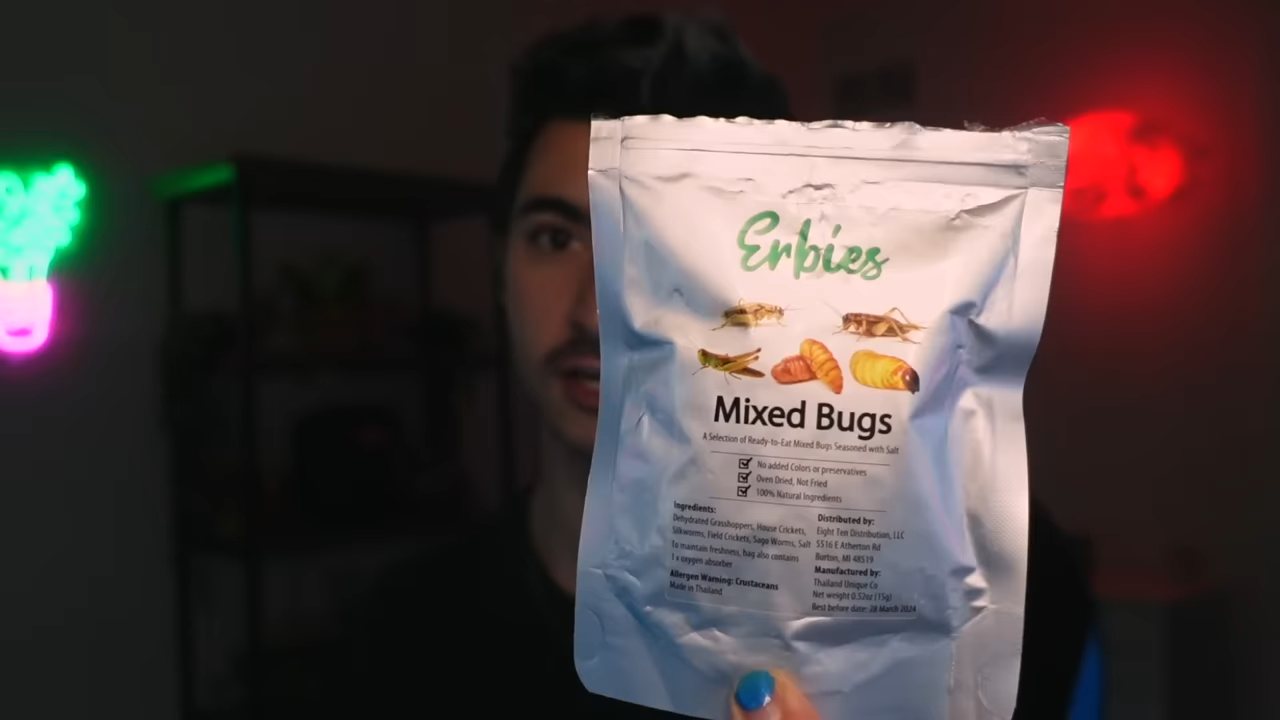 Erbies
Mixed Bugs
A Selection of Ready-to-Eat Mixed Bugs Seasoned with Salt
No added Colors or preservatives
Oven Dried, Not Fried
100% Natural Ingredients
Ingredients:
Dehydrated Grasshoppers, House Crickets,
Silkworms, Field Crickets, Sago Worms, Salt
To maintain freshness, bag also contains
1 x oxygen absorber
Allergen Warning: Crustaceans
Made in Thailand
Distributed by:
Eight Ten Distribution, LLC
5516 E Atherton Rd
Burton, MI 48519
Manufactured by:
Thailand Unique Co
Net weight 0.52oz (15g)
Best before date: 28 March 2024